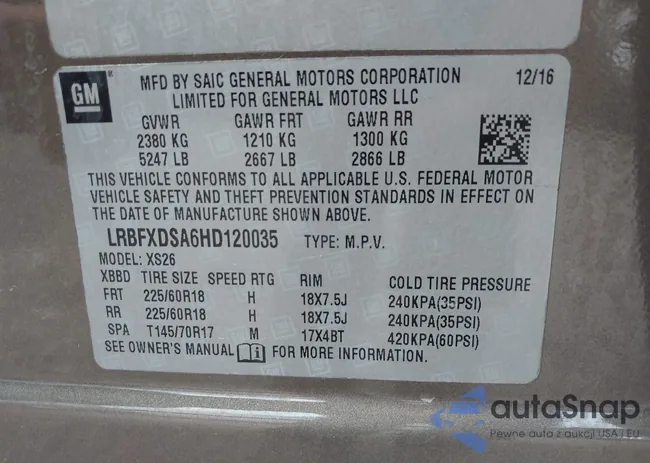 GM
MFD BY SAIC GENERAL MOTORS CORPORATION 12/16
LIMITED FOR GENERAL MOTORS LLC
GVWR GAWR FRT GAWR RR
2380 KG 1210 KG 1300 KG
5247 LB 2667 LB 2866 LB
THIS VEHICLE CONFORMS TO ALL APPLICABLE U.S. FEDERAL MOTOR
VEHICLE SAFETY AND THEFT PREVENTION STANDARDS IN EFFECT ON
THE DATE OF MANUFACTURE SHOWN ABOVE.
LRBFXDSA6HD120035 TYPE: M.P.V.
MODEL: XS26
XBBD TIRE SIZE SPEED RTG RIM COLD TIRE PRESSURE
FRT 225/60R18 H 18X7.5J 240KPA(35PSI)
RR 225/60R18 H 18X7.5J 240KPA(35PSI)
SPA T145/70R17 M 17X4BT 420KPA(60PSI)
SEE OWNER'S MANUAL FOR MORE INFORMATION.
autaSnap
Pewne auta z aukcji USA i EU